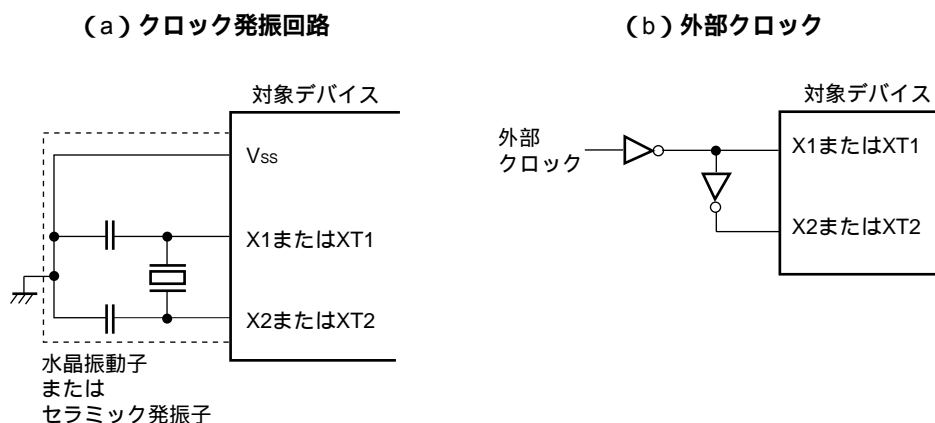 （a）クロック発振回路
対象デバイス
VSS
X1またはXT1
X2またはXT2
水晶振動子
または
セラミック発振子
（b）外部クロック
対象デバイス
外部
クロック
X1またはXT1
X2またはXT2